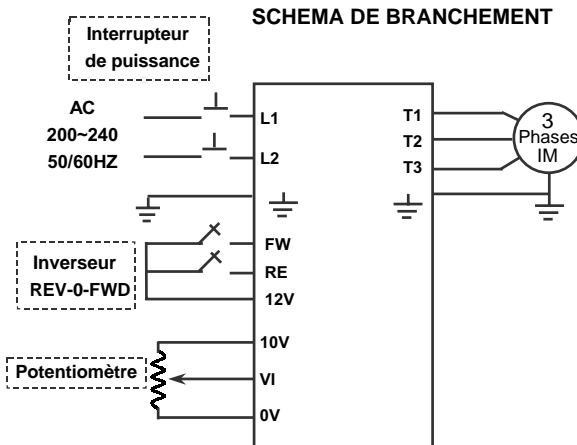 SCHEMA DE BRANCHEMENT
Interrupteur
de puissance
AC
200~240
50/60HZ
L1
L2
T1
T2
T3
3
Phases
IM
Inverseur
REV-0-FWD
FW
RE
12V
Potentiomètre
10V
VI
0V